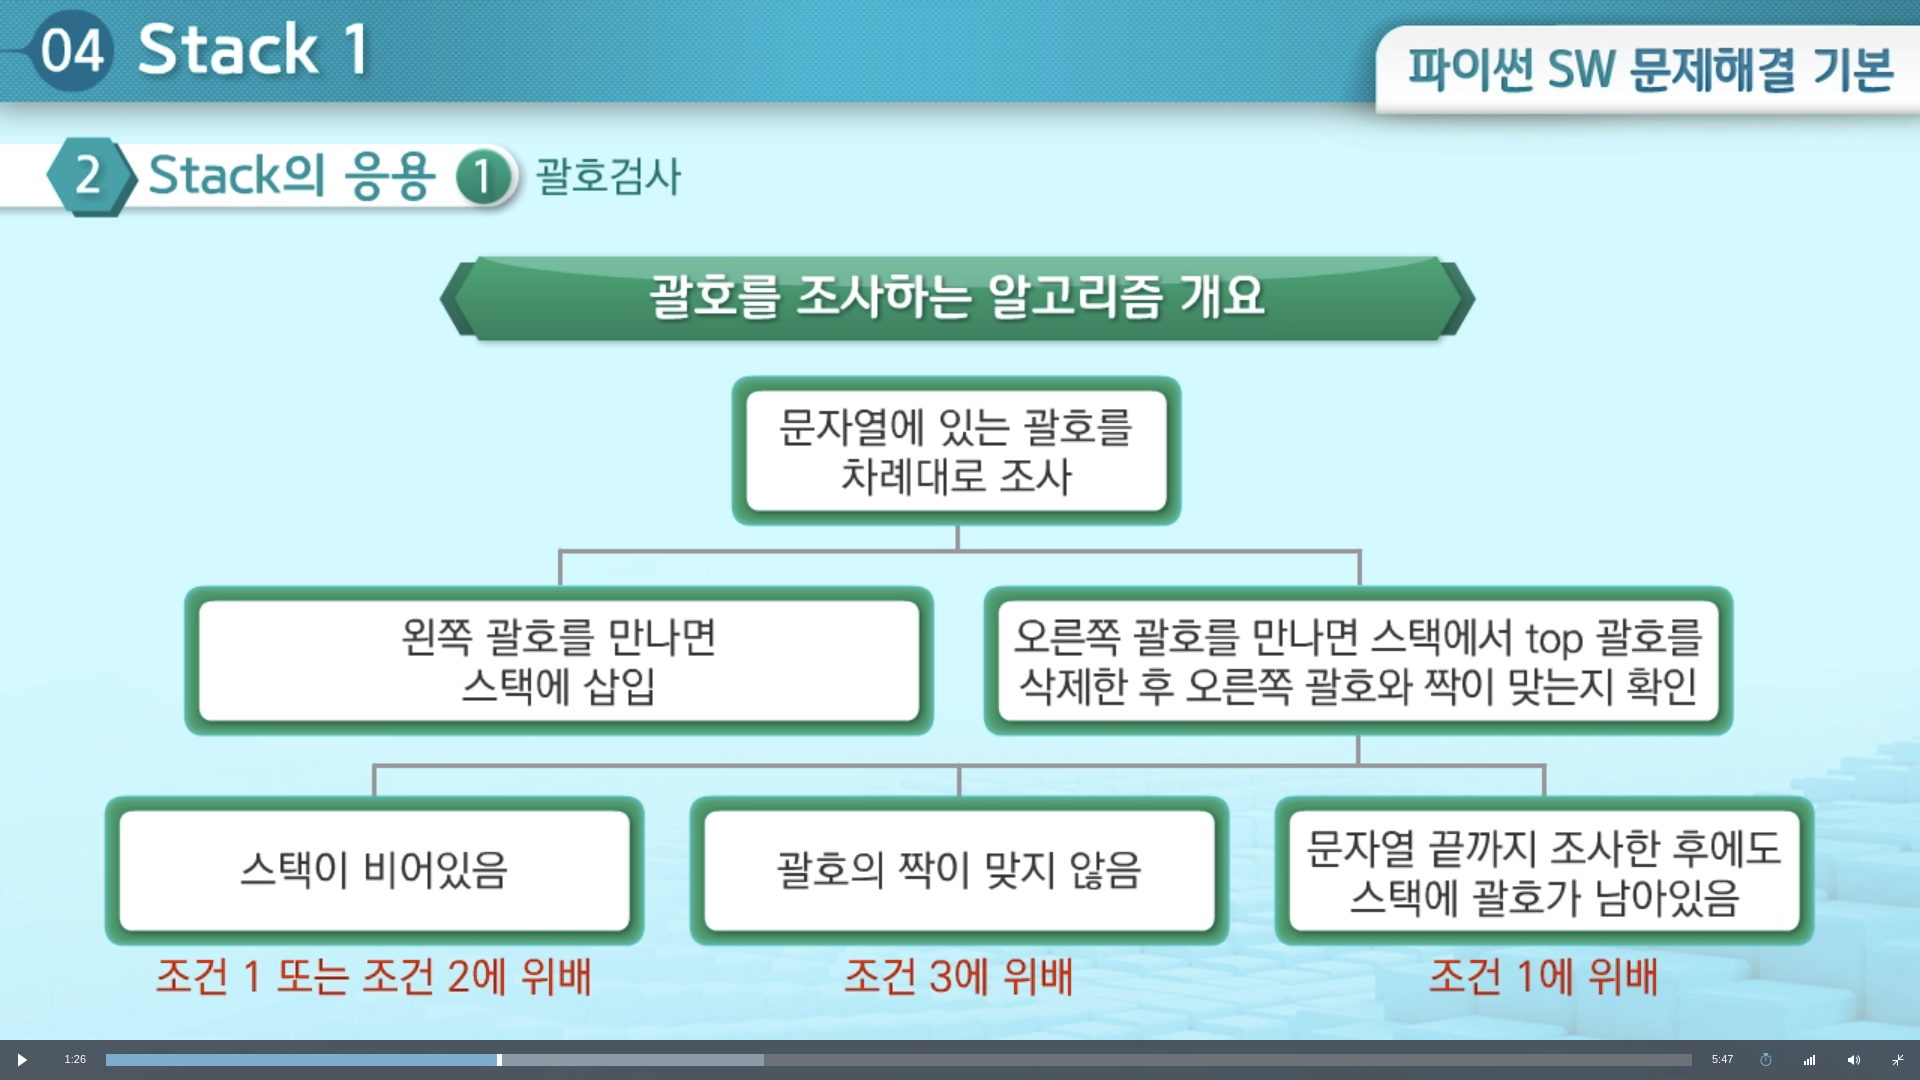 04 Stack 1
파이썬 SW 문제해결 기본
2 Stack의 응용 1 괄호검사
괄호를 조사하는 알고리즘 개요
문자열에 있는 괄호를
차례대로 조사
왼쪽 괄호를 만나면
스택에 삽입
오른쪽 괄호를 만나면 스택에서 top 괄호를
삭제한 후 오른쪽 괄호와 짝이 맞는지 확인
스택이 비어있음
조건 1 또는 조건 2에 위배
괄호의 짝이 맞지 않음
조건 3에 위배
문자열 끝까지 조사한 후에도
스택에 괄호가 남아있음
조건 1에 위배
1:26
5:47